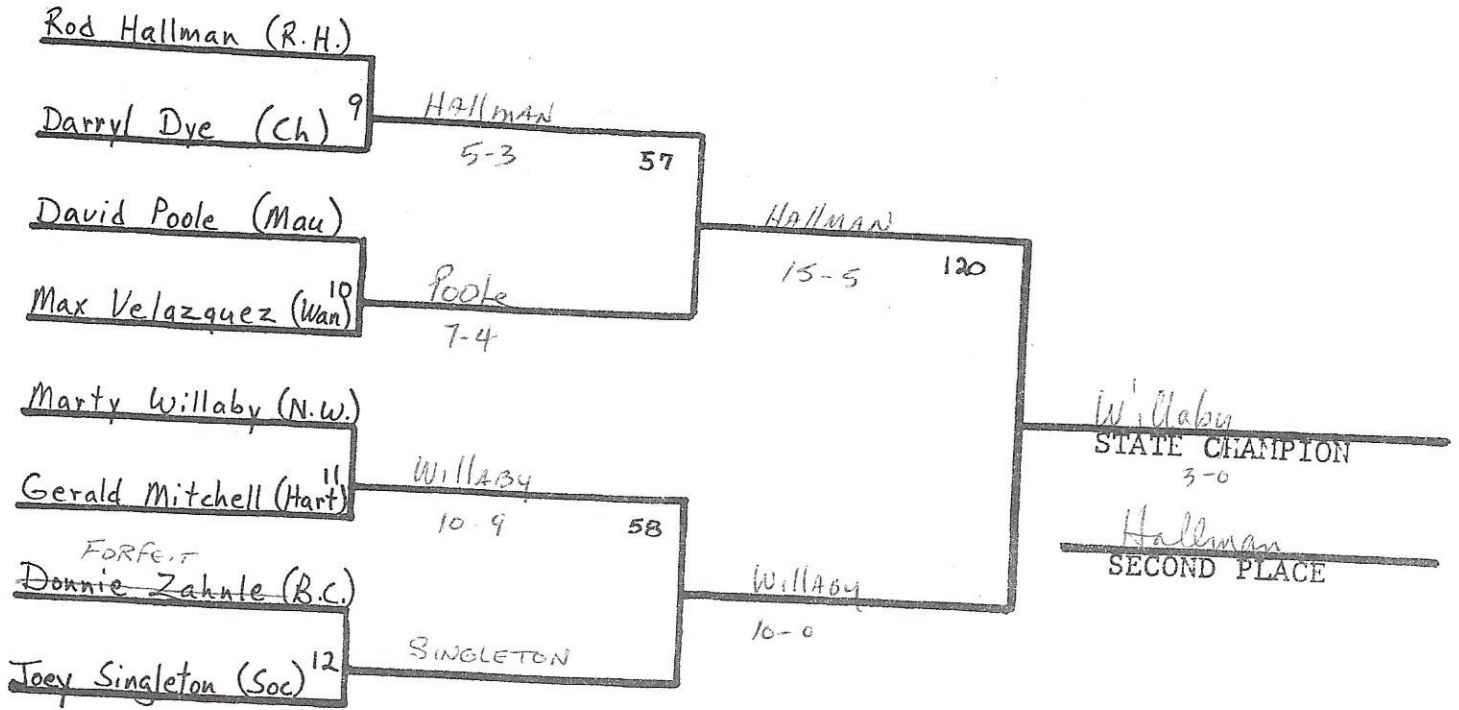 Rod Hallman (R.H.)
9
Darryl Dye (Ch)
HAllmAN
5-3
57
David Poole (Mau)
HAllMAN
15-5
120
10
Max Velazquez (Wan)
Poole
7-4
Marty Willaby (N.W.)
Willaby
STATE CHAMPION
3-0
11
Gerald Mitchell (Hart)
WillABy
10-9
58
Hallman
SECOND PLACE
FORFEIT
Donnie Zahnle (B.C.)
WillAby
10-0
12
Joey Singleton (Soc)
SINGLETON